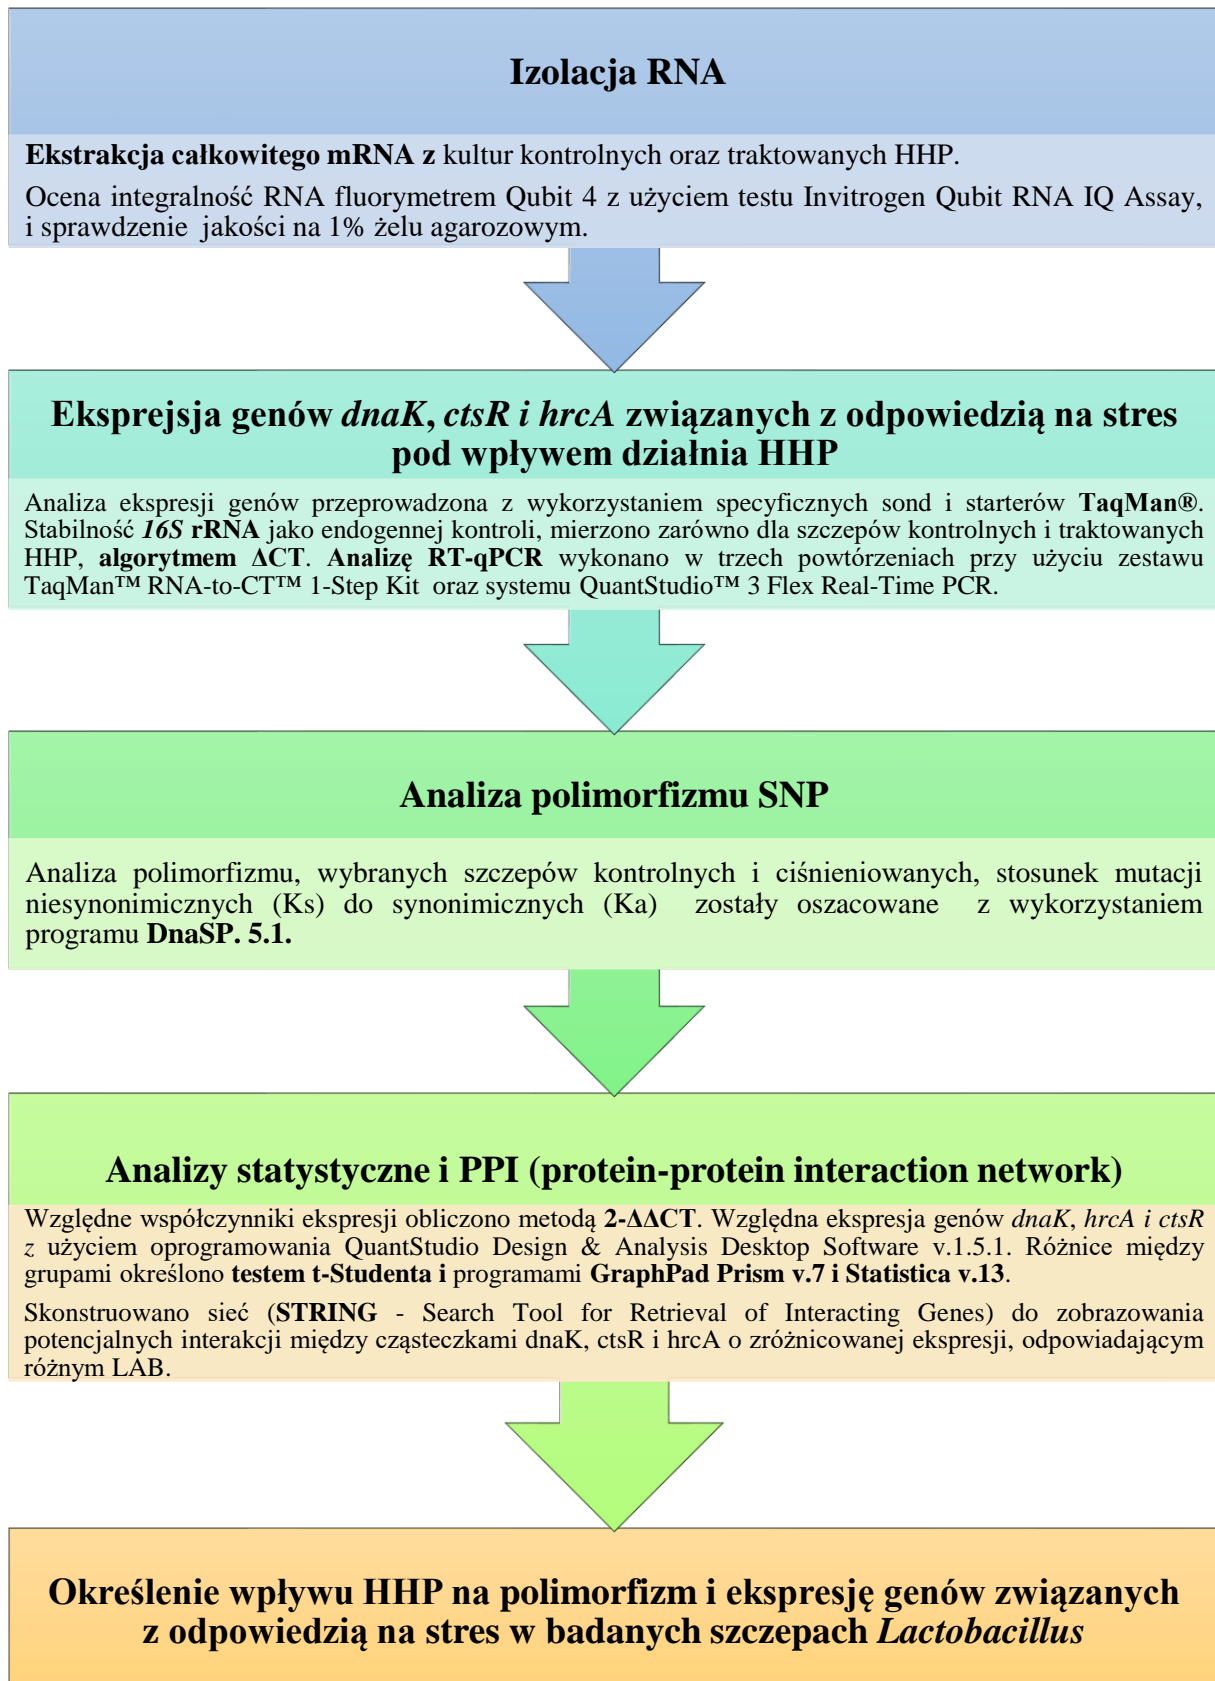 Izolacja RNA
Ekstrakcja całkowitego mRNA z kultur kontrolnych oraz traktowanych HHP.
Ocena integralność RNA fluorymetrem Qubit 4 z użyciem testu Invitrogen Qubit RNA IQ Assay,
i sprawdzenie jakości na 1% żelu agarozowym.
Eksprejsja genów dnaK, ctsR i hrcA związanych z odpowiedzią na stres
pod wpływem działnia HHP
Analiza ekspresji genów przeprowadzona z wykorzystaniem specyficznych sond i starterów TaqMan®.
Stabilność 16S rRNA jako endogennej kontroli, mierzono zarówno dla szczepów kontrolnych i traktowanych
HHP, algorytmem ΔCT. Analizę RT-qPCR wykonano w trzech powtórzeniach przy użyciu zestawu
TaqMan™ RNA-to-CT™ 1-Step Kit oraz systemu QuantStudio™ 3 Flex Real-Time PCR.
Analiza polimorfizmu SNP
Analiza polimorfizmu, wybranych szczepów kontrolnych i ciśnieniowanych, stosunek mutacji
niesynonimicznych (Ks) do synonimicznych (Ka) zostały oszacowane z wykorzystaniem
programu DnaSP. 5.1.
Analizy statystyczne i PPI (protein-protein interaction network)
Względne współczynniki ekspresji obliczono metodą 2-ΔΔCT. Względna ekspresja genów dnaK, hrcA i ctsR
z użyciem oprogramowania QuantStudio Design & Analysis Desktop Software v.1.5.1. Różnice między
grupami określono testem t-Studenta i programami GraphPad Prism v.7 i Statistica v.13.
Skonstruowano sieć (STRING - Search Tool for Retrieval of Interacting Genes) do zobrazowania
potencjalnych interakcji między cząsteczkami dnaK, ctsR i hrcA o zróżnicowanej ekspresji, odpowiadającym
różnym LAB.
Określenie wpływu HHP na polimorfizm i ekspresję genów związanych
z odpowiedzią na stres w badanych szczepach Lactobacillus